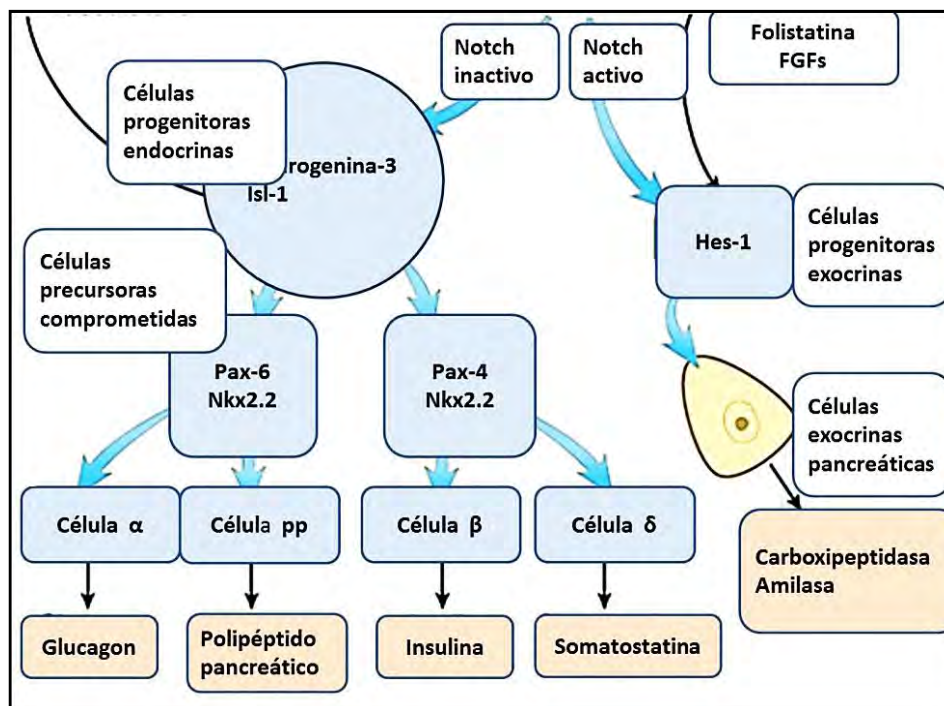 Notch
inactivo
Notch
activo
Folistatina
FGFs
Células
progenitoras
endocrinas
rogenina-3
Isl-1
Hes-1
Células
progenitoras
exocrinas
Células
precursoras
comprometidas
Pax-6
Nkx2.2
Pax-4
Nkx2.2
Células
exocrinas
pancreáticas
Célula α
Célula pp
Célula β
Célula δ
Carboxipeptidasa
Amilasa
Glucagon
Polipéptido
pancreático
Insulina
Somatostatina